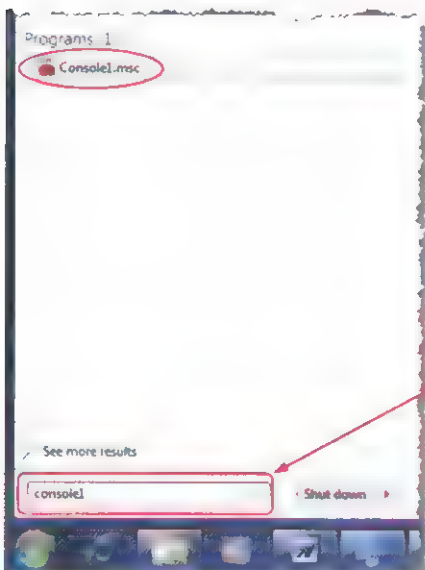 Programs 1
Console1.msc
See more results
console1
Shut down